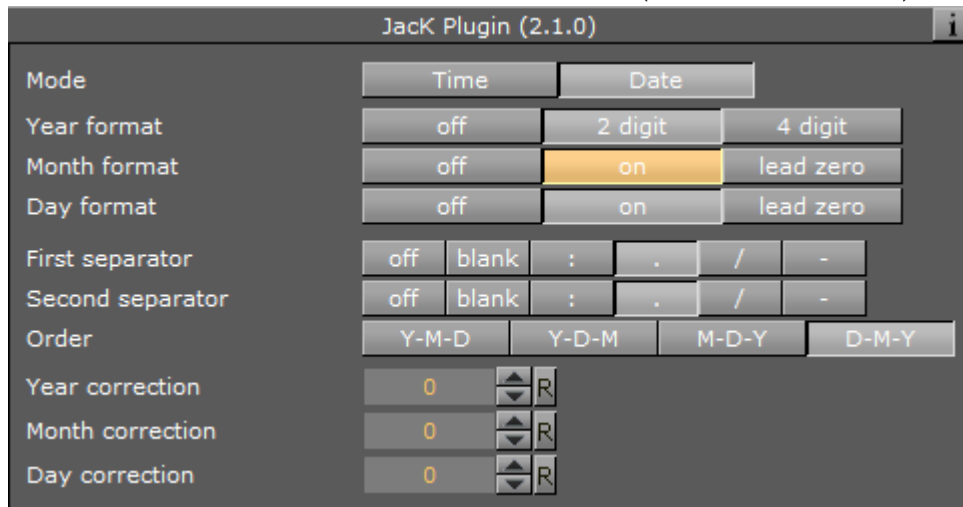 JacK Plugin (2.1.0) i
Mode Time Date
Year format off 2 digit 4 digit
Month format off on lead zero
Day format off on lead zero
First separator off blank : . / -
Second separator off blank : . / -
Order Y-M-D Y-D-M M-D-Y D-M-Y
Year correction 0 R
Month correction 0 R
Day correction 0 R